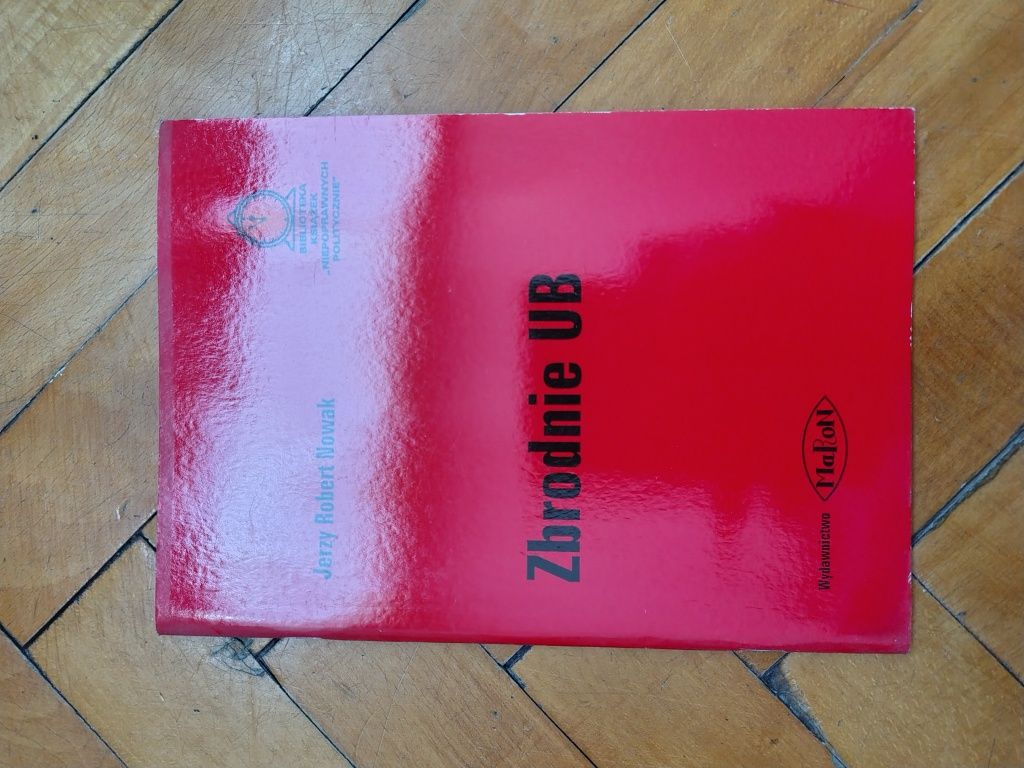 BIBLIOTEKA
KSIĄŻEK
„NIEPOPRAWNYCH
POLITYCZNIE"
Jerzy Robert Nowak
Zbrodnie UB
Wydawnictwo MaRoN